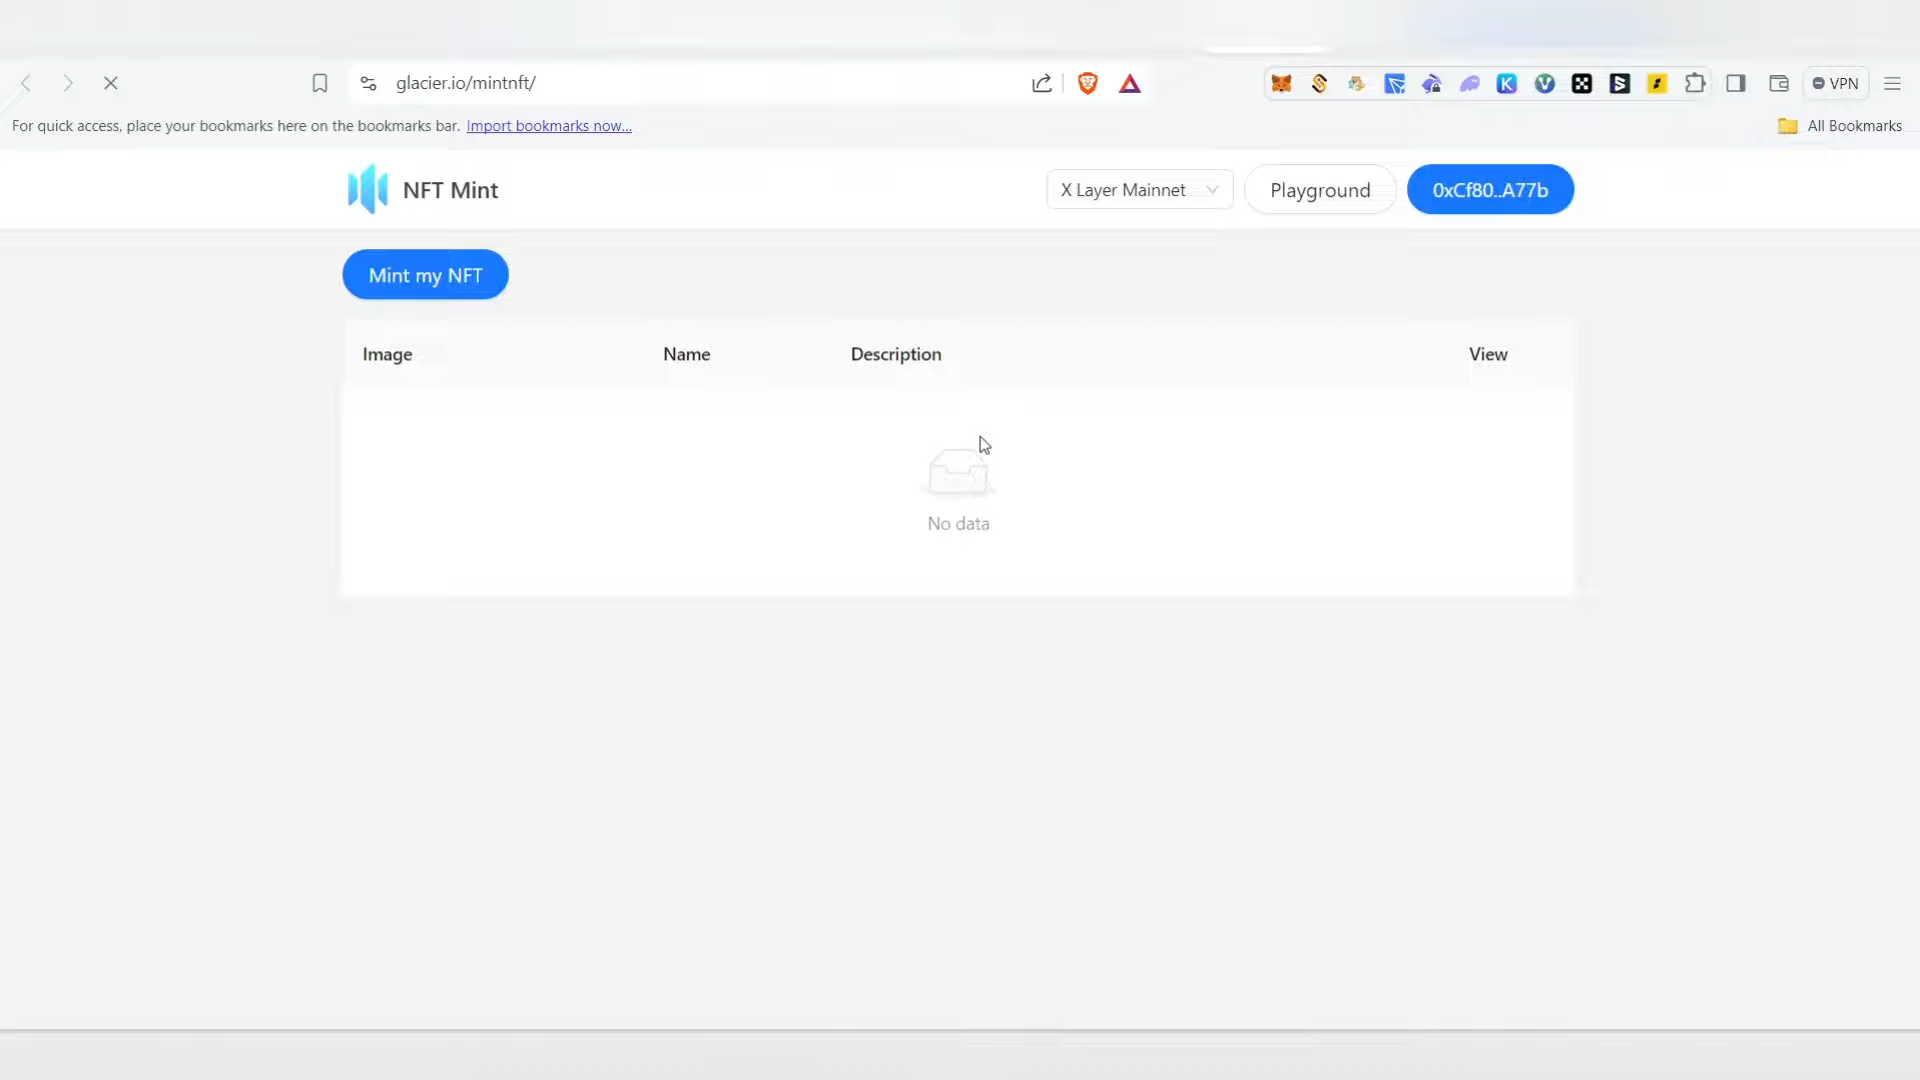 glacier.io/mintnft/
VPN
For quick access, place your bookmarks here on the bookmarks bar. Import bookmarks now...
All Bookmarks
NFT Mint
X Layer Mainnet
Playground
0xCf80..A77b
Mint my NFT
Image
Name
Description
View
No data